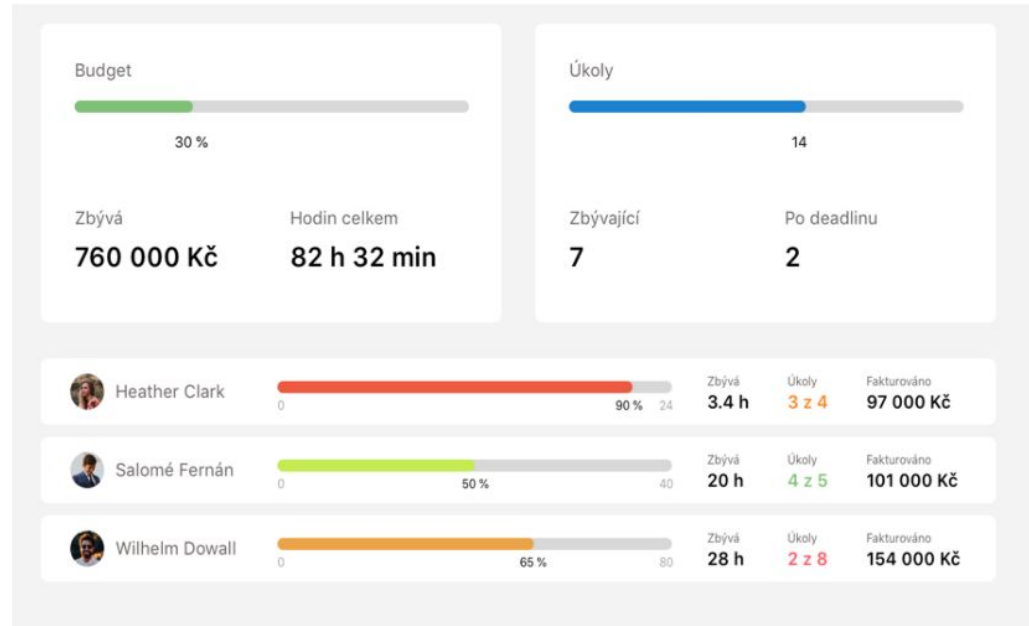 Budget
30 %
Zbývá
Hodin celkem
760 000 Kč
82 h 32 min
Úkoly
14
Zbývající
Po deadlinu
7
2
Heather Clark
0
90 %
24
Zbývá
Úkoly
Fakturováno
3.4 h
3 z 4
97 000 Kč
Salomé Fernán
0
50 %
40
Zbývá
Úkoly
Fakturováno
20 h
4 z 5
101 000 Kč
Wilhelm Dowall
0
65 %
80
Zbývá
Úkoly
Fakturováno
28 h
2 z 8
154 000 Kč